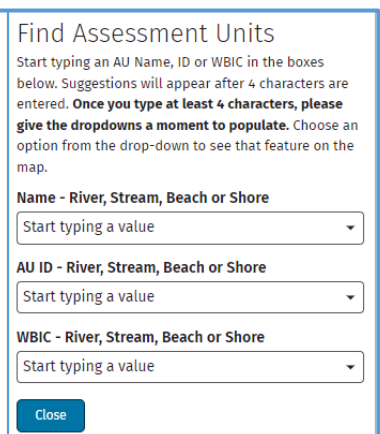 Find Assessment Units
Start typing an AU Name, ID or WBIC in the boxes
below. Suggestions will appear after 4 characters are
entered. Once you type at least 4 characters, please
give the dropdowns a moment to populate. Choose an
option from the drop-down to see that feature on the
map.
Name - River, Stream, Beach or Shore
Start typing a value
AU ID - River, Stream, Beach or Shore
Start typing a value
WBIC - River, Stream, Beach or Shore
Start typing a value
Close